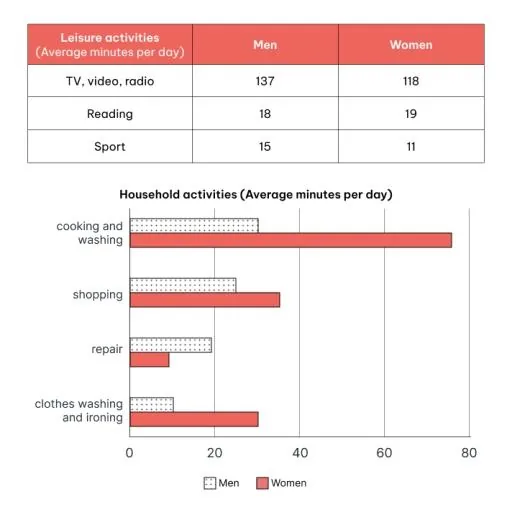 Leisure activities
(Average minutes per day)
Men
Women
TV, video, radio
137
118
Reading
18
19
Sport
15
11
Household activities (Average minutes per day)
cooking and
washing
shopping
repair
clothes washing
and ironing
0
20
40
60
80
Men
Women